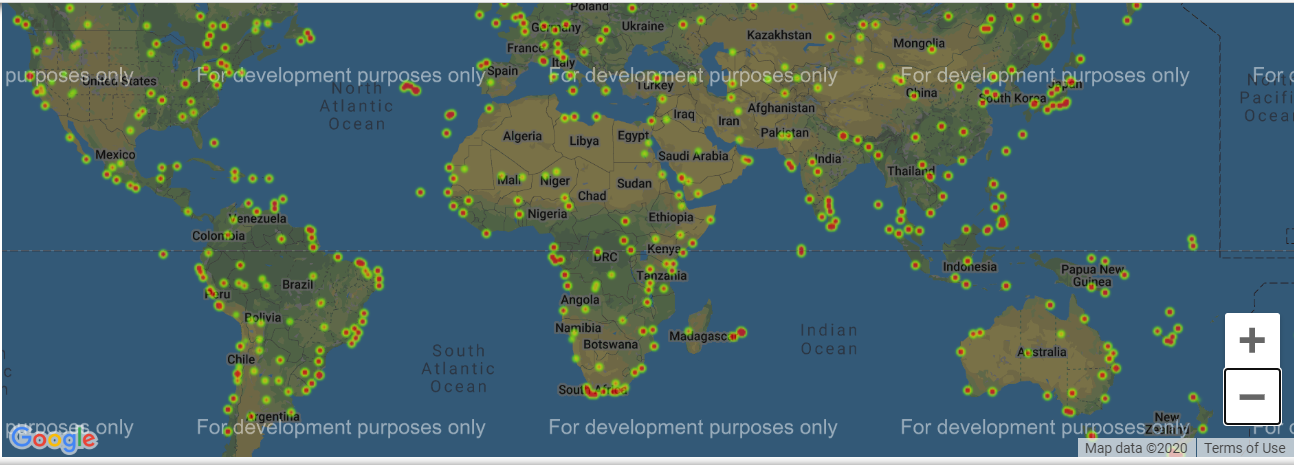 Poland
Germany
Ukraine
Kazakhstan
Mongolia
France
Italy
purposes only
For development purposes only
For development purposes only
For development purposes only
For d
United States
Spain
Turkey
China
South Korea
Japan
North
Atlantic
Ocean
Iraq
Iran
Afghanistan
Pacifi
Ocea
Algeria
Libya
Egypt
Pakistan
Mexico
Saudi Arabia
India
Thailand
Mali
Niger
Chad
Sudan
Venezuela
Nigeria
Ethiopia
Colombia
DRC
Kenya
Indonesia
Papua New
Guinea
Tanzania
Peru
Brazil
Angola
Bolivia
Namibia
Botswana
Madagascar
Indian
Ocean
Chile
South
Atlantic
Ocean
Australia
South Africa
Argentina
New
Zealand
purposes only
For development purposes only
For development purposes only
For development purposes only
For d
Google
Map data ©2020
Terms of Use